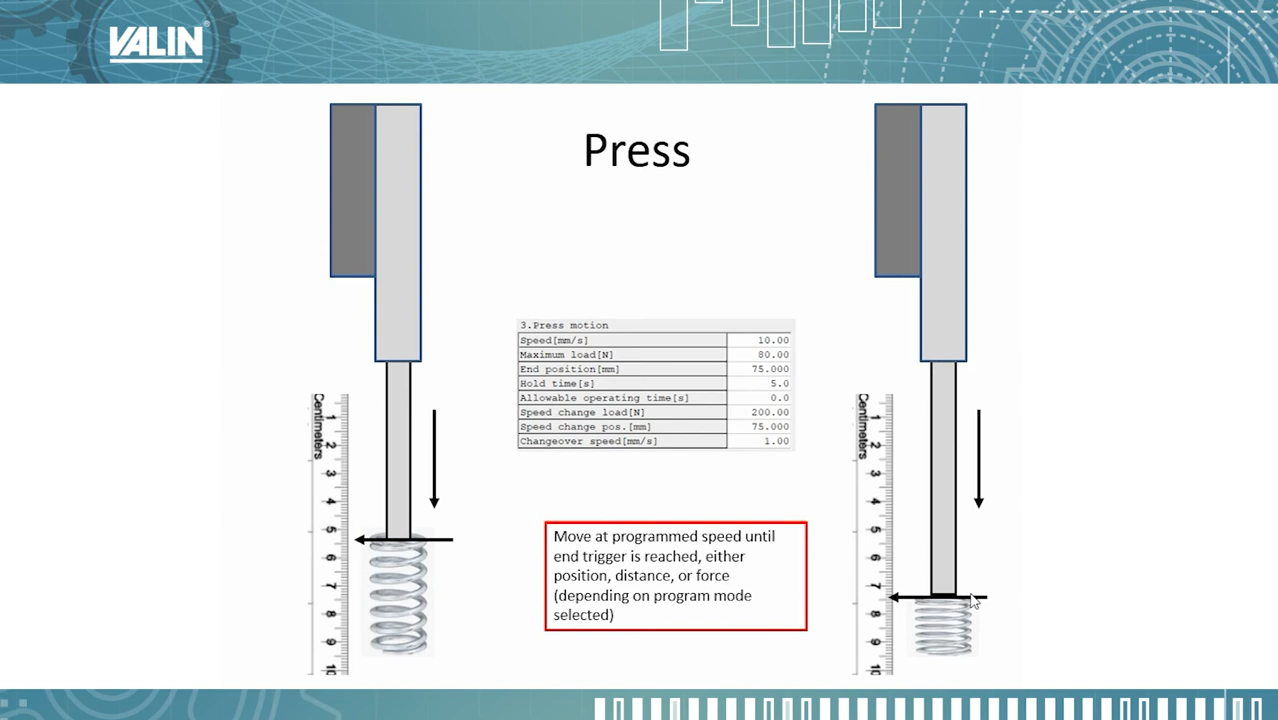 VALIN®
Press
3.Press motion
Speed[mm/s] 10.00
Maximum load[N] 80.00
End position[mm] 75.000
Hold time[s] 5.0
Allowable operating time[s] 0.0
Speed change load[N] 200.00
Speed change pos.[mm] 75.000
Changeover speed[mm/s] 1.00
Centimeters
1
2
3
4
5
6
7
8
9
10
Centimeters
1
2
3
4
5
6
7
8
9
10
Move at programmed speed until
end trigger is reached, either
position, distance, or force
(depending on program mode
selected)